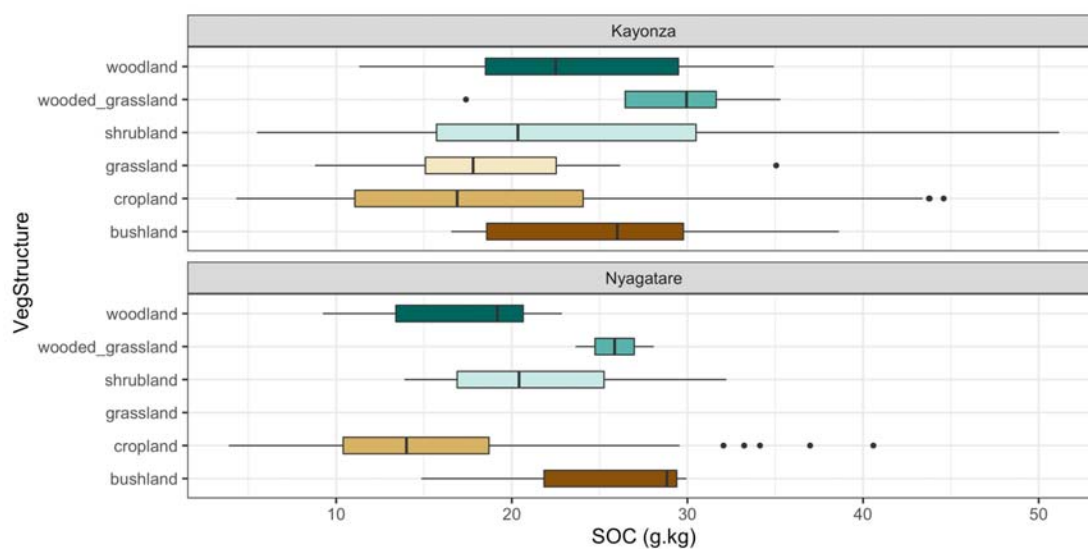 Kayonza
woodland
wooded_grassland
shrubland
grassland
cropland
bushland
Nyagatare
woodland
wooded_grassland
shrubland
grassland
cropland
bushland
VegStructure
10 20 30 40 50
SOC (g.kg)